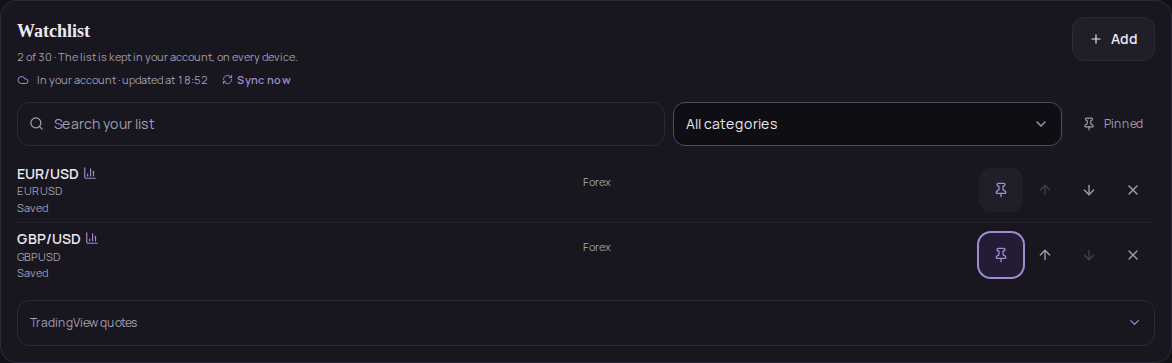 Watchlist
+ Add
2 of 30 · The list is kept in your account, on every device.
In your account · updated at 18:52 Sync now
Search your list
All categories
Pinned
EUR/USD
EURUSD
Saved
Forex
GBP/USD
GBPUSD
Saved
Forex
TradingView quotes